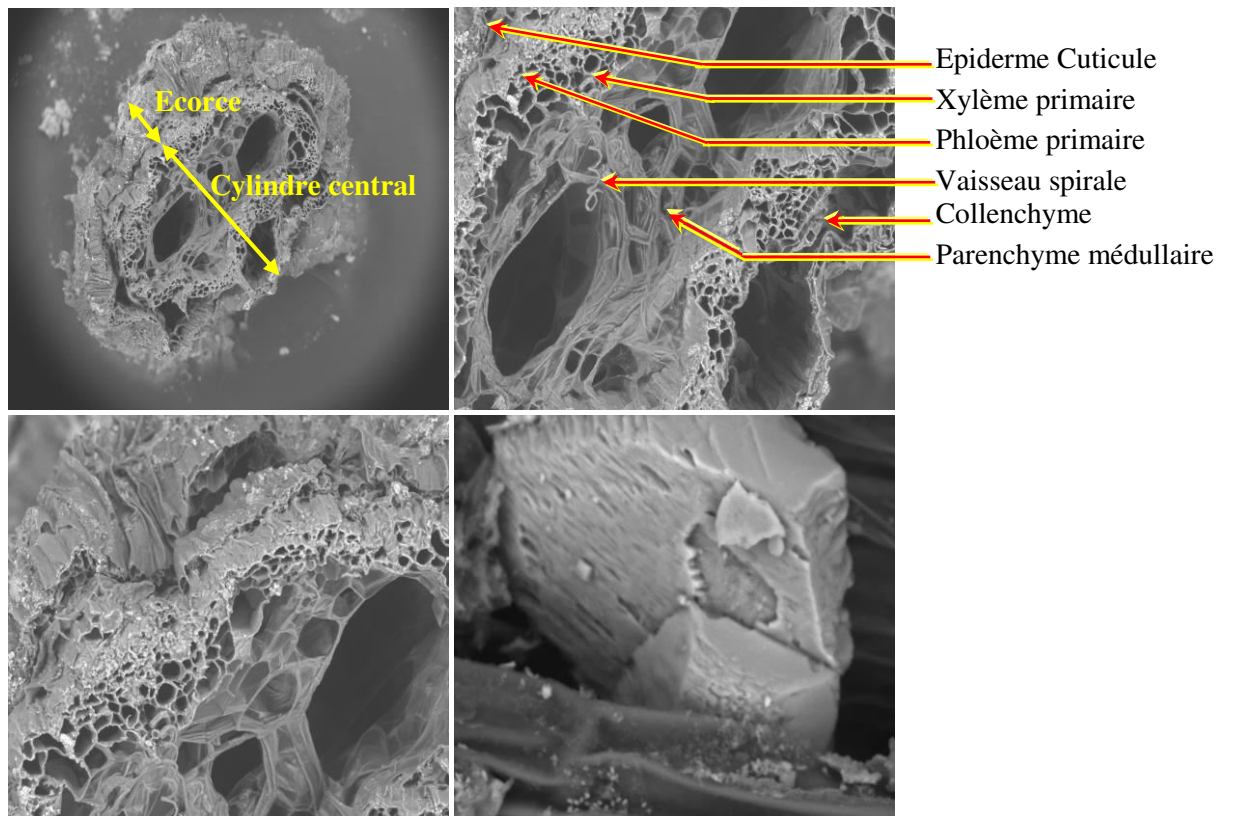 Ecorce
Cylindre central
Epiderme Cuticule
Xylème primaire
Phloème primaire
Vaisseau spirale
Collenchyme
Parenchyme médullaire